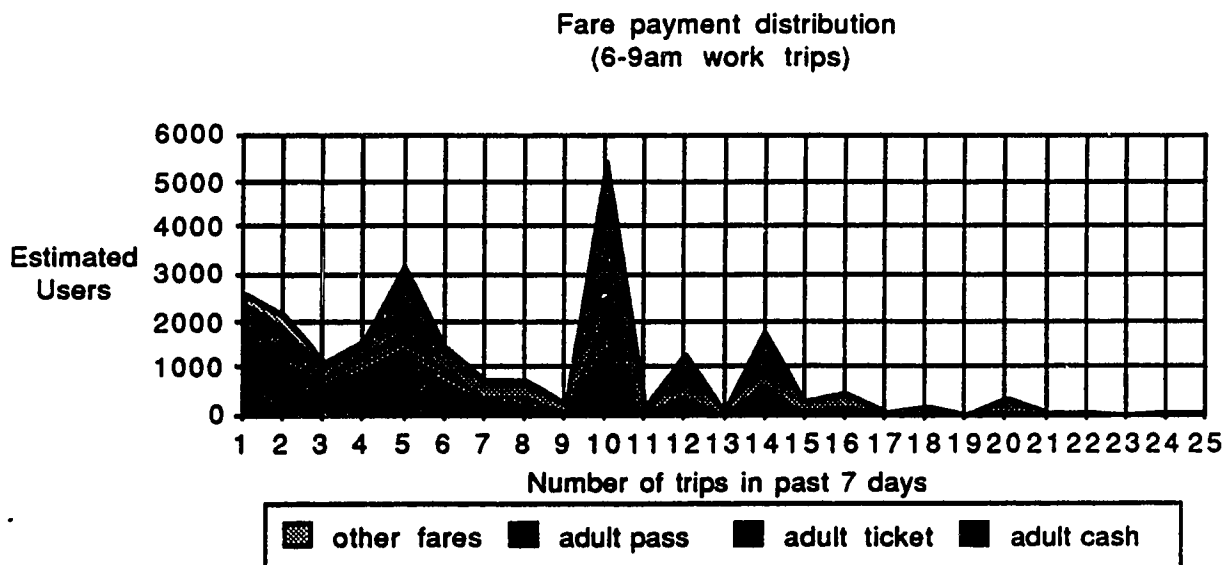 Fare payment distribution
(6-9am work trips)
6000
5000
4000
3000
2000
1000
0
Estimated
Users
1 2 3 4 5 6 7 8 9 10 11 12 13 14 15 16 17 18 19 20 21 22 23 24 25
Number of trips in past 7 days
other fares adult pass adult ticket adult cash